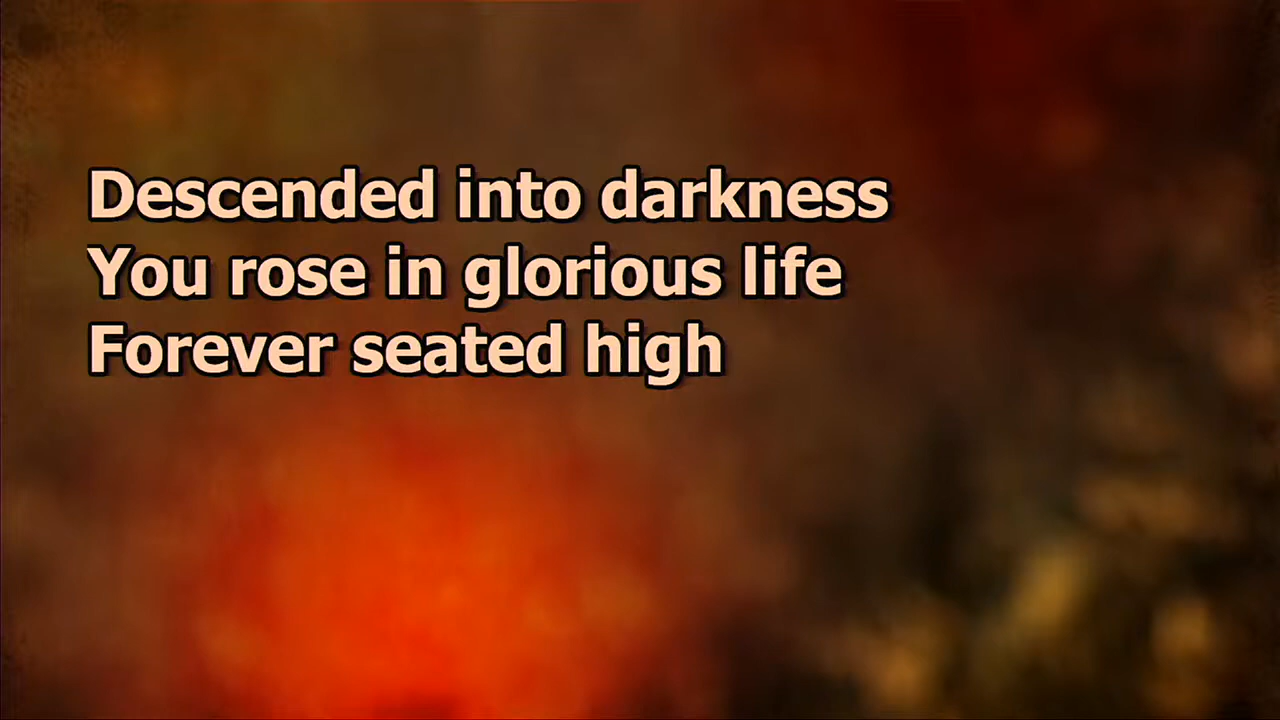 Descended into darkness
You rose in glorious life
Forever seated high